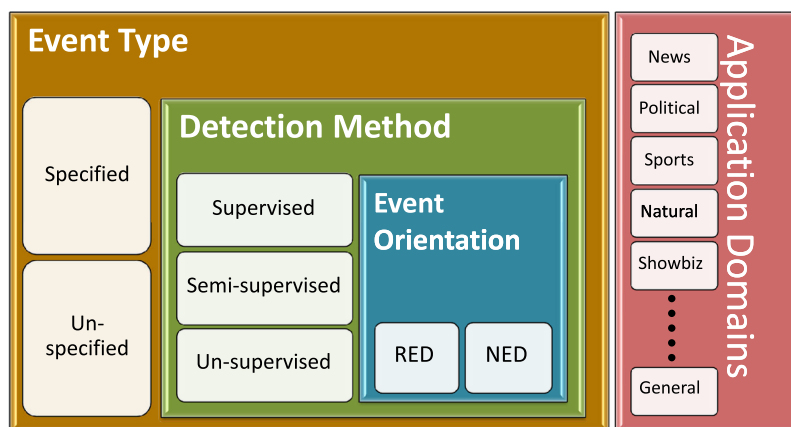 Event Type
Specified
Un-
specified
Detection Method
Supervised
Semi-supervised
Un-supervised
Event
Orientation
RED
NED
Application Domains
News
Political
Sports
Natural
Showbiz
General